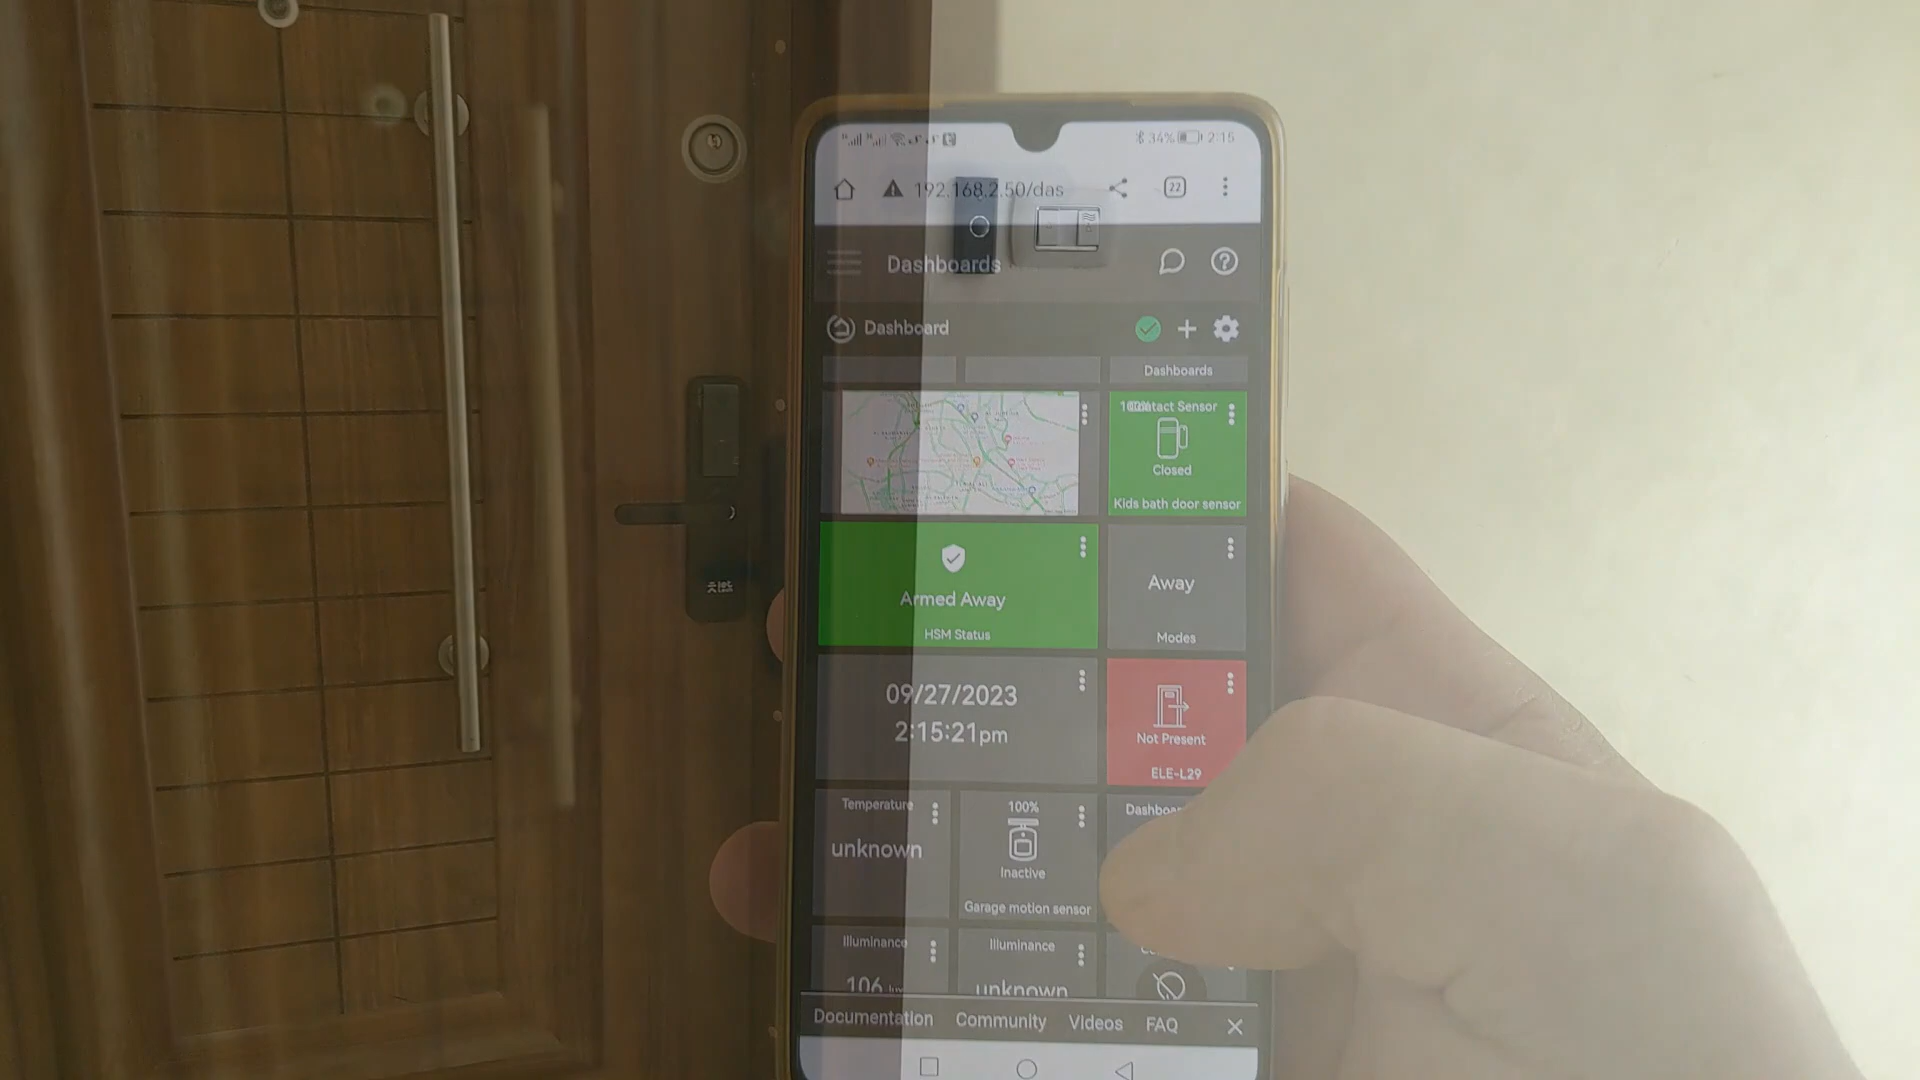 34% 2:15
192.168.2.50/das
22
Dashboards
Dashboard
Dashboards
Contact Sensor
Closed
Kids bath door sensor
Armed Away
HSM Status
Away
Modes
09/27/2023
2:15:21pm
Not Present
ELE-L29
Temperature
unknown
100%
Inactive
Garage motion sensor
Illuminance
106
Illuminance
unknown
Documentation Community Videos FAQ